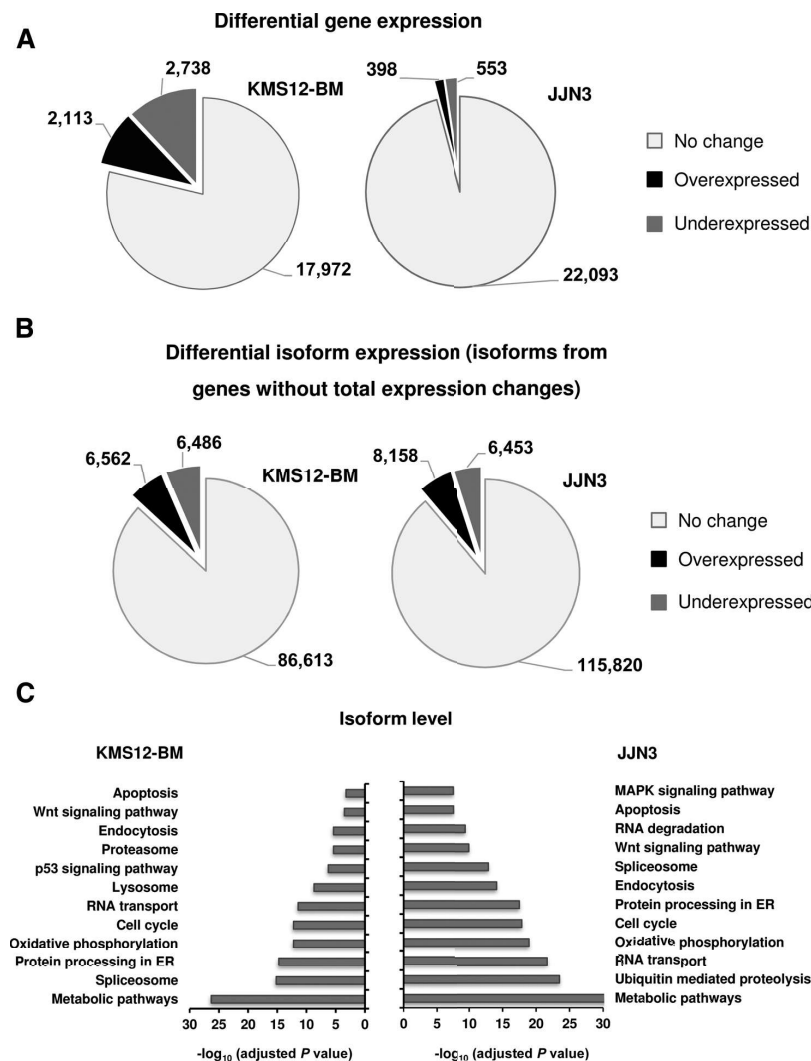 A
Differential gene expression
2,738
KMS12-BM
2,113
17,972
398
553
JJN3
22,093
No change
Overexpressed
Underexpressed
B
Differential isoform expression (isoforms from
genes without total expression changes)
6,486
6,562
KMS12-BM
86,613
8,158
6,453
JJN3
115,820
No change
Overexpressed
Underexpressed
C
Isoform level
KMS12-BM
Apoptosis
Wnt signaling pathway
Endocytosis
Proteasome
p53 signaling pathway
Lysosome
RNA transport
Cell cycle
Oxidative phosphorylation
Protein processing in ER
Spliceosome
Metabolic pathways
30 25 20 15 10 5 0
-log10 (adjusted P value)
JJN3
MAPK signaling pathway
Apoptosis
RNA degradation
Wnt signaling pathway
Spliceosome
Endocytosis
Protein processing in ER
Cell cycle
Oxidative phosphorylation
RNA transport
Ubiquitin mediated proteolysis
Metabolic pathways
0 5 10 15 20 25 30
-log10 (adjusted P value)